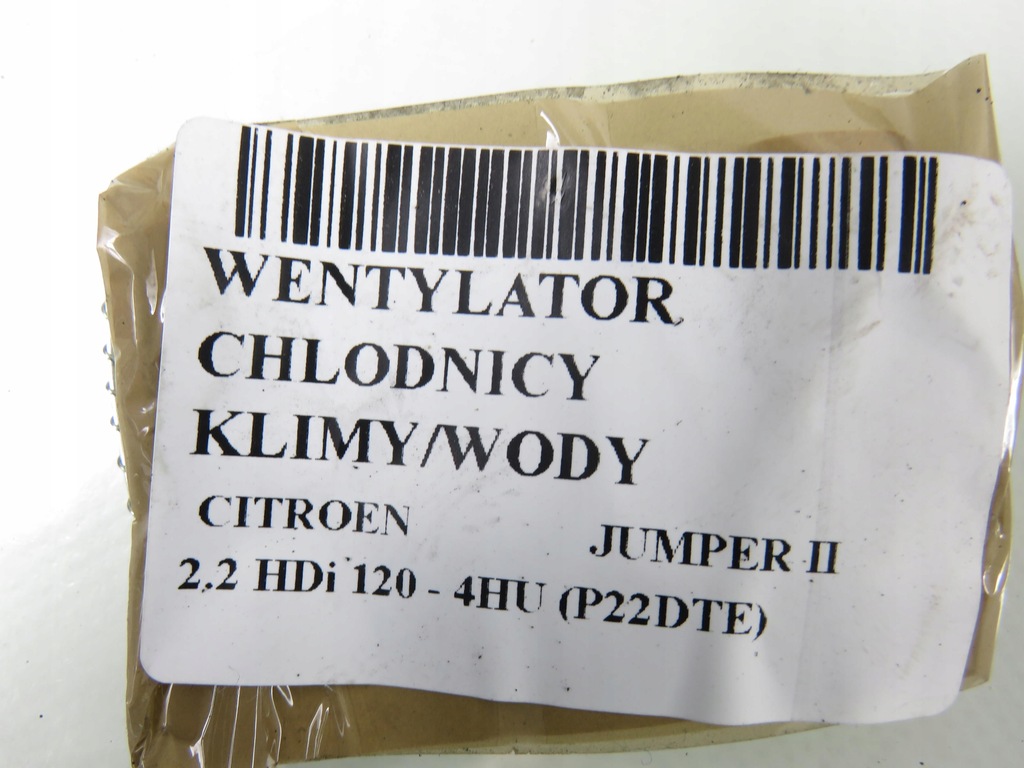 WENTYLATOR
CHLODNICY
KLIMY/WODY
CITROEN JUMPER II
2.2 HDi 120 - 4HU (P22DTE)